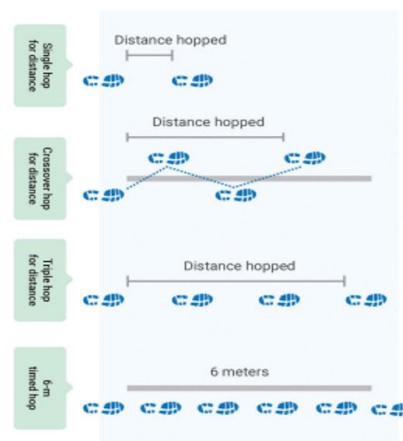 Single hop
for distance
Distance hopped
Crossover hop
for distance
Distance hopped
Triple hop
for distance
Distance hopped
6-m
timed hop
6 meters